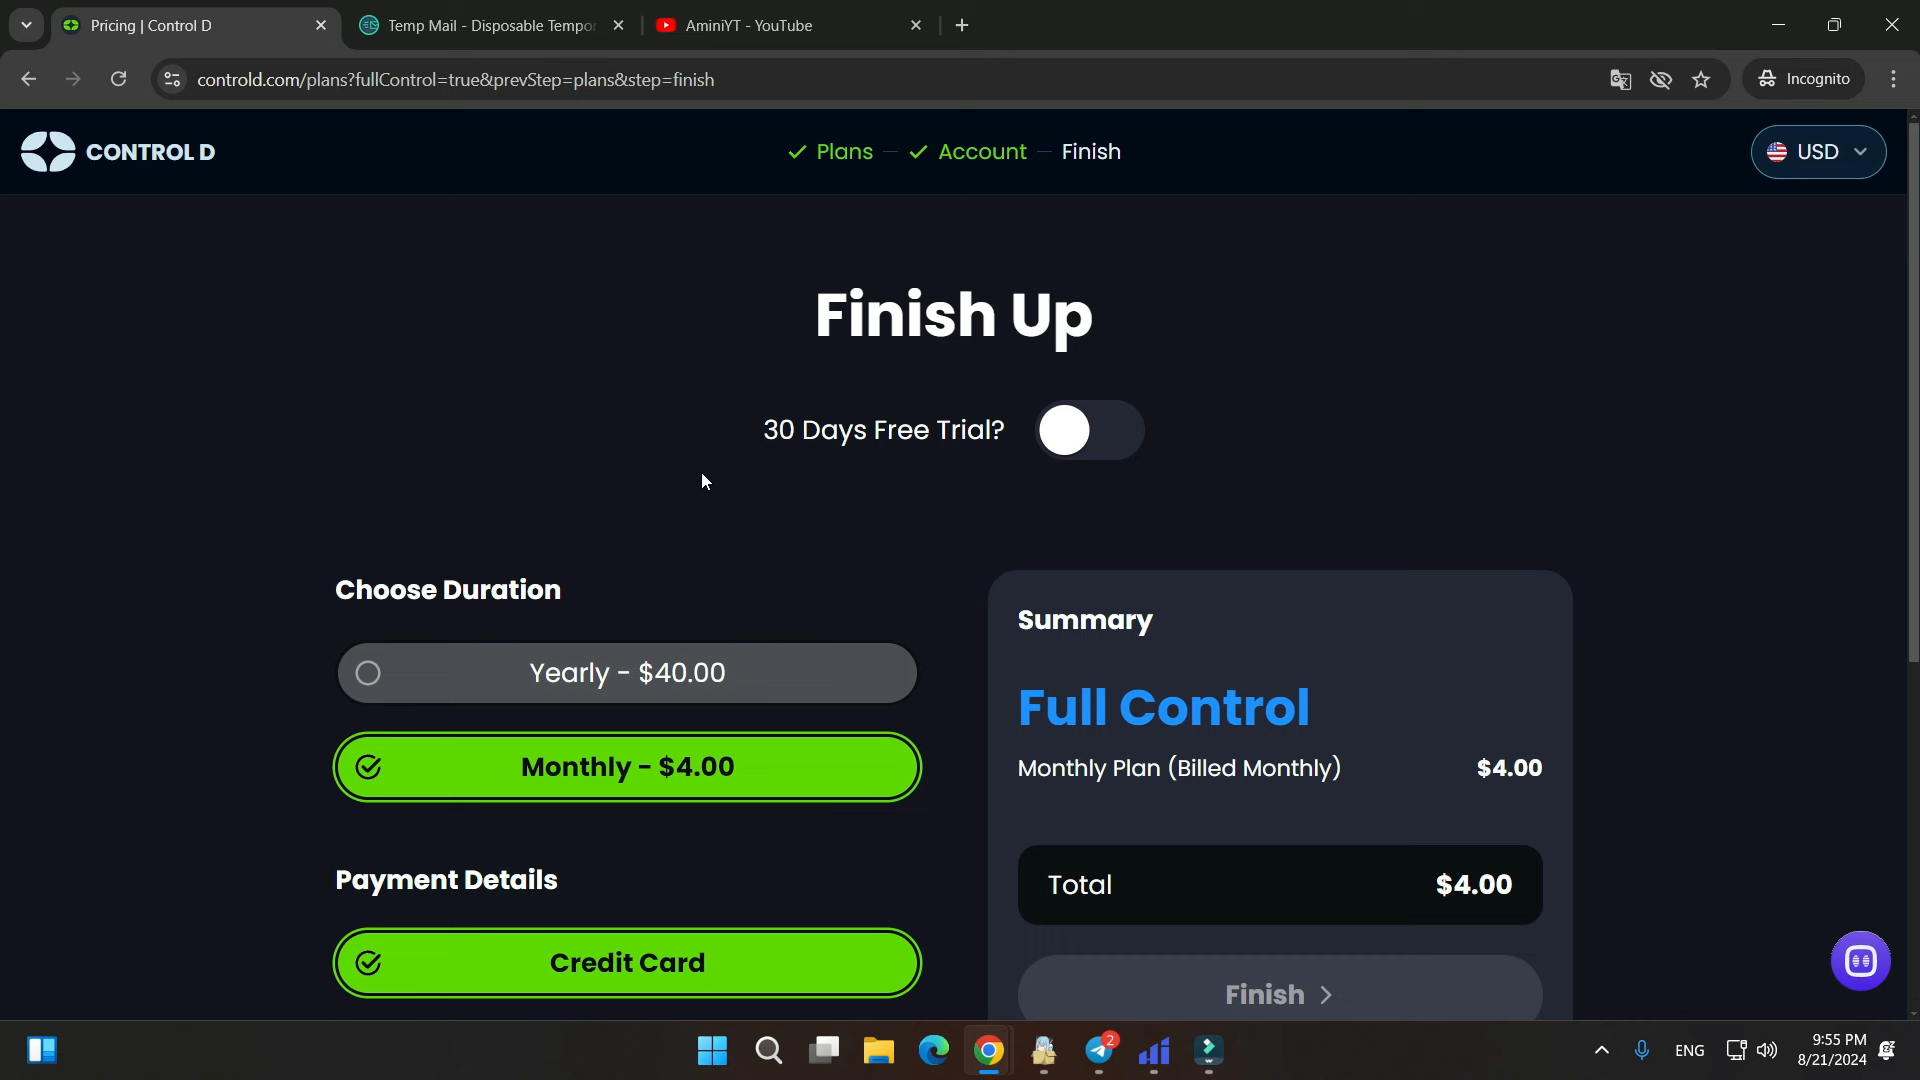 Pricing | Control D
Temp Mail - Disposable Tempor
AminiYT - YouTube
controld.com/plans?fullControl=true&prevStep=plans&step=finish
Incognito
CONTROL D
Plans
Account
Finish
USD
Finish Up
30 Days Free Trial?
Choose Duration
Yearly - $40.00
Monthly - $4.00
Payment Details
Credit Card
Summary
Full Control
Monthly Plan (Billed Monthly) $4.00
Total $4.00
Finish >
2
ENG
9:55 PM
8/21/2024